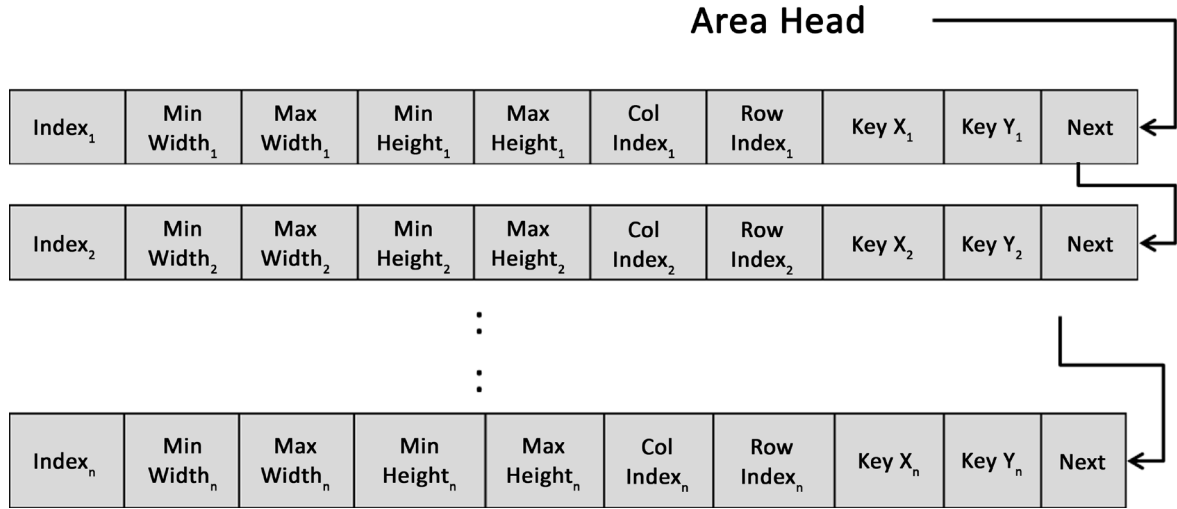 Area Head
Index₁ Min Width₁ Max Width₁ Min Height₁ Max Height₁ Col Index₁ Row Index₁ Key X₁ Key Y₁ Next
Index₂ Min Width₂ Max Width₂ Min Height₂ Max Height₂ Col Index₂ Row Index₂ Key X₂ Key Y₂ Next
:
:
Indexₙ Min Widthₙ Max Widthₙ Min Heightₙ Max Heightₙ Col Indexₙ Row Indexₙ Key Xₙ Key Yₙ Next